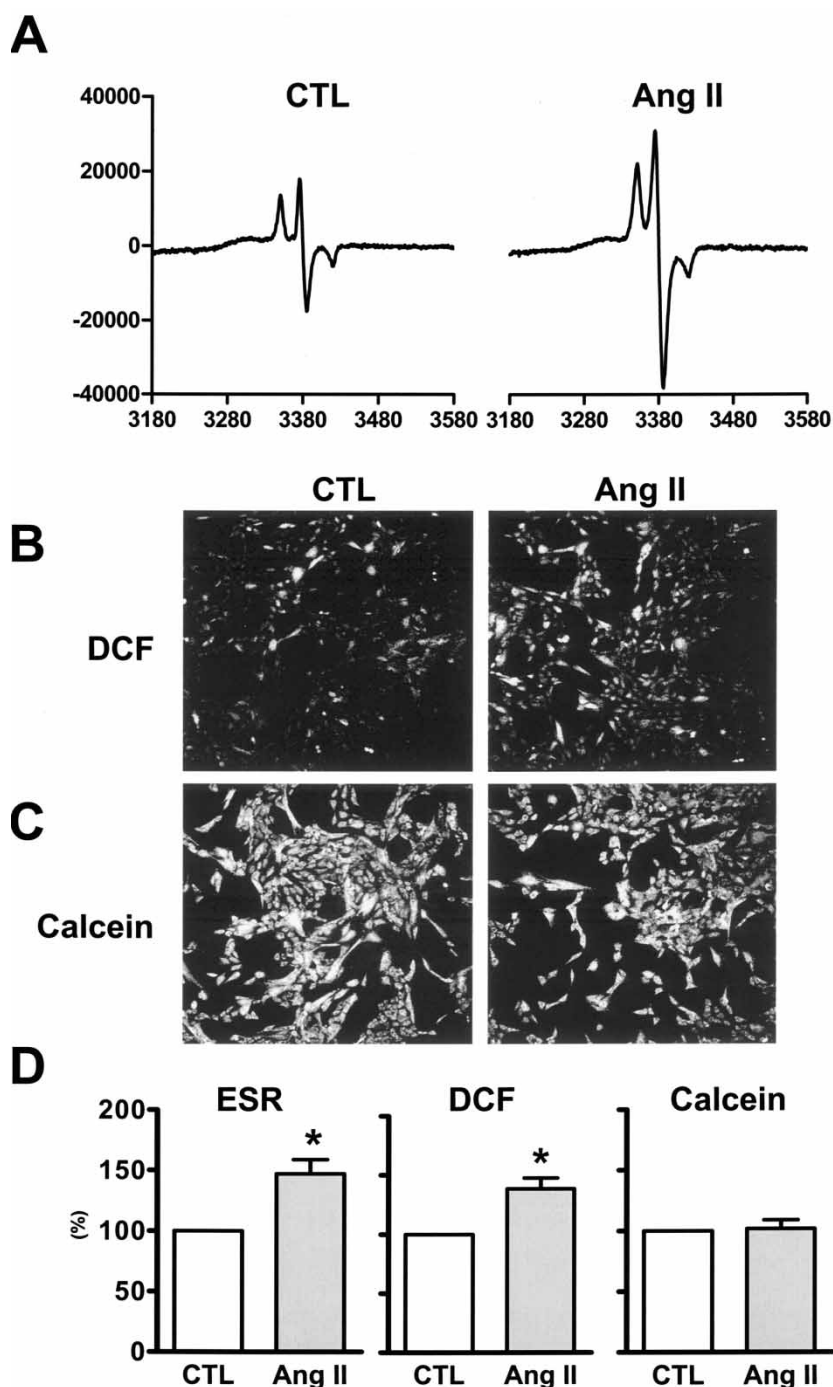 A
CTL Ang II
40000
20000
0
-20000
-40000
3180 3280 3380 3480 3580 3180 3280 3380 3480 3580
CTL Ang II
B
DCF
C
Calcein
D
ESR DCF Calcein
200
150
100
50
0
(%)
* *
CTL Ang II CTL Ang II CTL Ang II